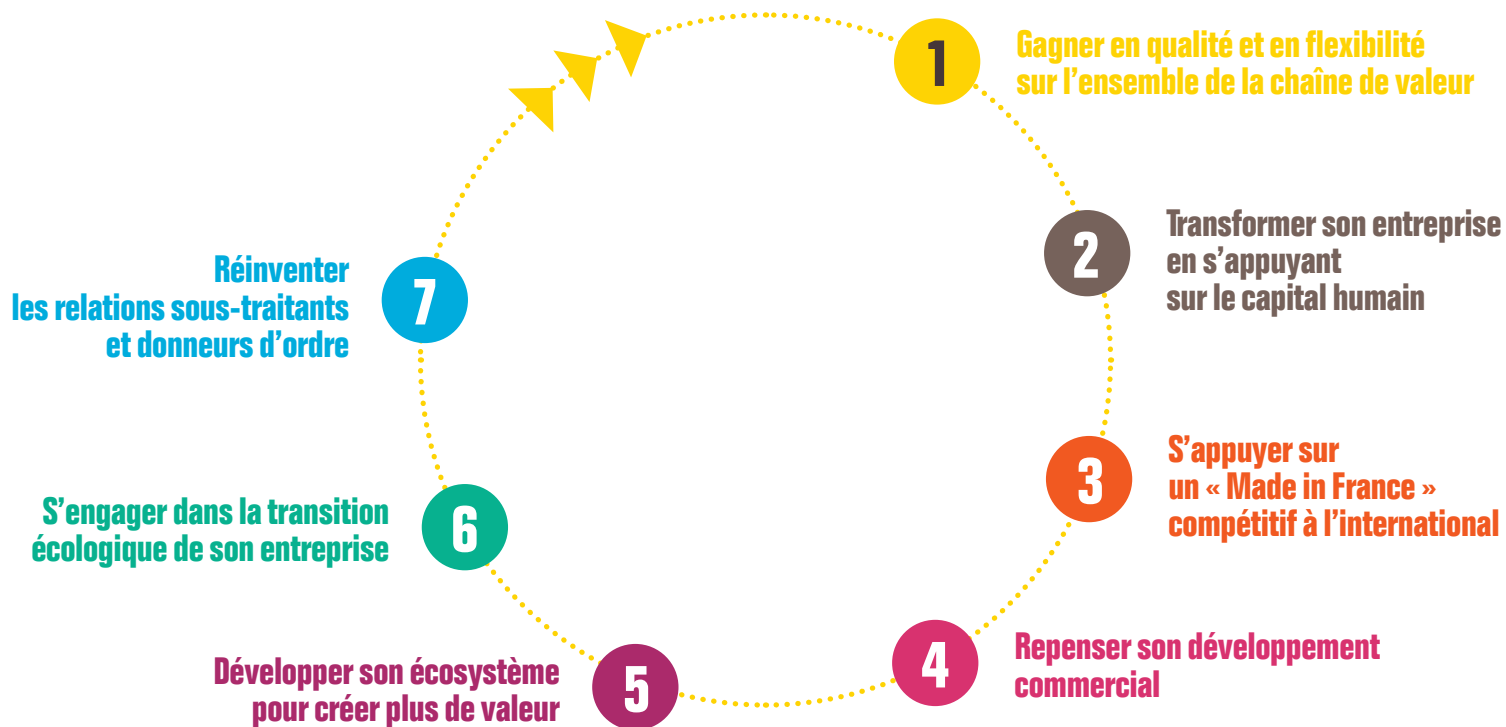 1
Gagner en qualité et en flexibilité
sur l’ensemble de la chaîne de valeur
2
Transformer son entreprise
en s’appuyant
sur le capital humain
3
S’appuyer sur
un « Made in France »
compétitif à l’international
4
Repenser son développement
commercial
5
Développer son écosystème
pour créer plus de valeur
6
S’engager dans la transition
écologique de son entreprise
7
Réinventer
les relations sous-traitants
et donneurs d’ordre